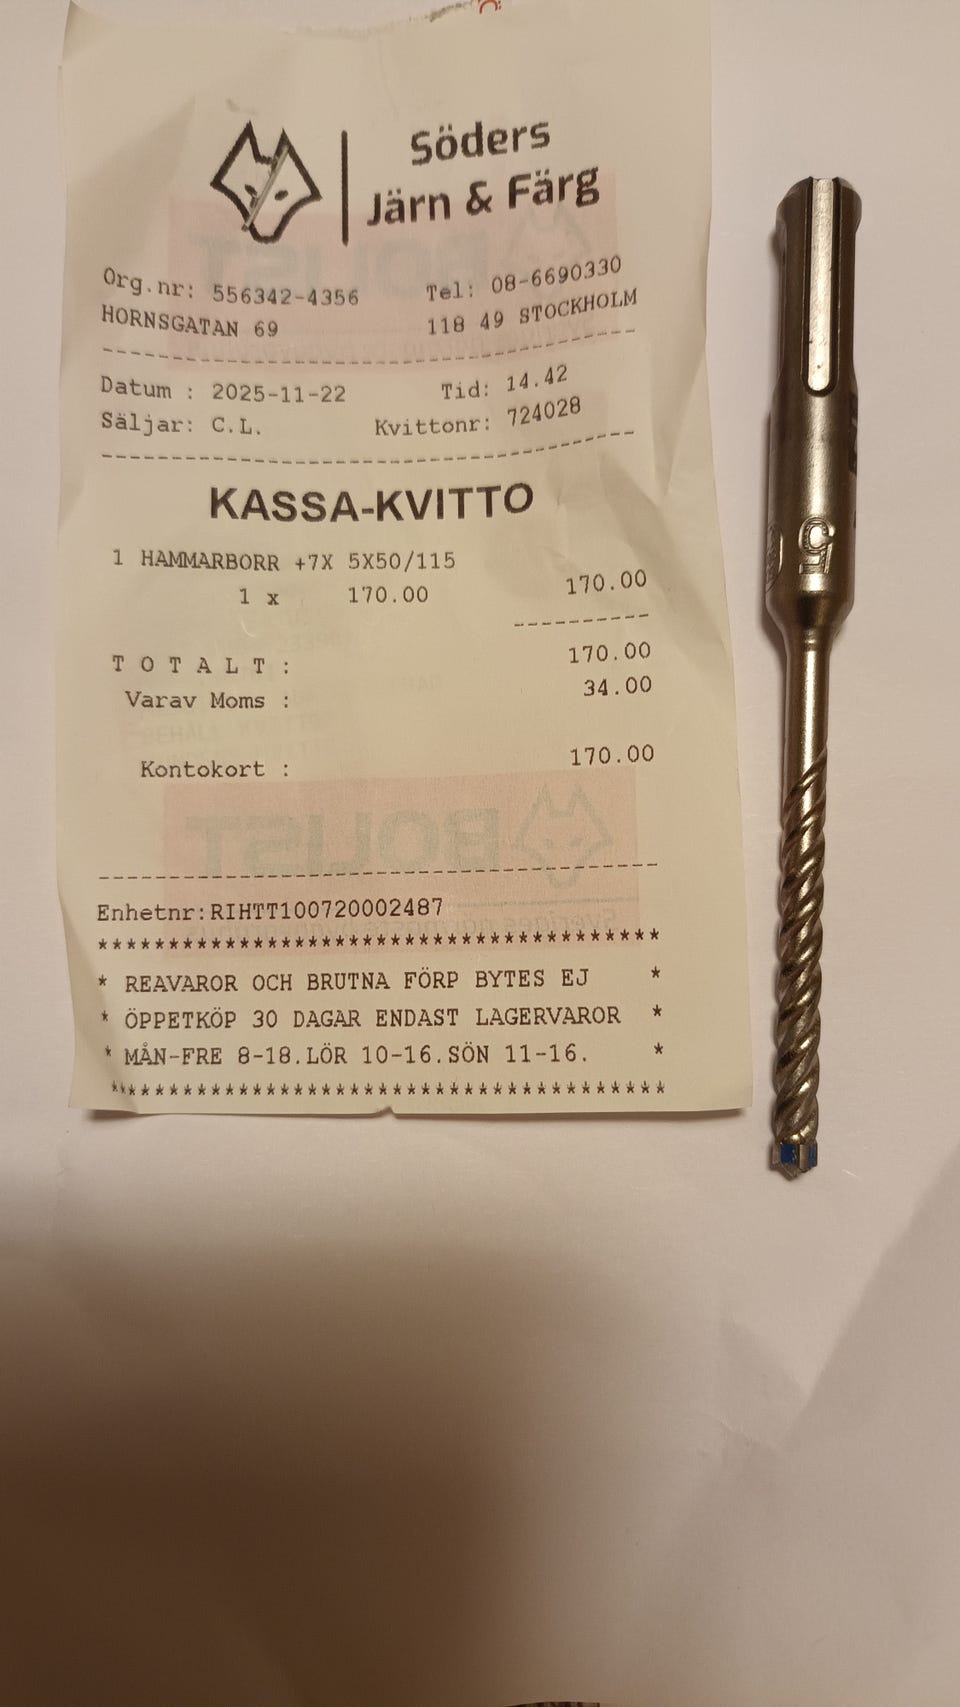 Söders
Järn & Färg
Org.nr: 556342-4356 Tel: 08-6690330
HORNSGATAN 69 118 49 STOCKHOLM
Datum : 2025-11-22 Tid: 14.42
Säljar: C.L. Kvittonr: 724028
KASSA-KVITTO
1 HAMMARBORR +7X 5X50/115
1 x 170.00 170.00
T O T A L T : 170.00
Varav Moms : 34.00
Kontokort : 170.00
Enhetnr:RIHTT100720002487
****************************************
* REAVAROR OCH BRUTNA FÖRP BYTES EJ *
* ÖPPETKÖP 30 DAGAR ENDAST LAGERVAROR *
* MÅN-FRE 8-18.LÖR 10-16.SÖN 11-16. *
****************************************
BOLIST
BOLIST
5